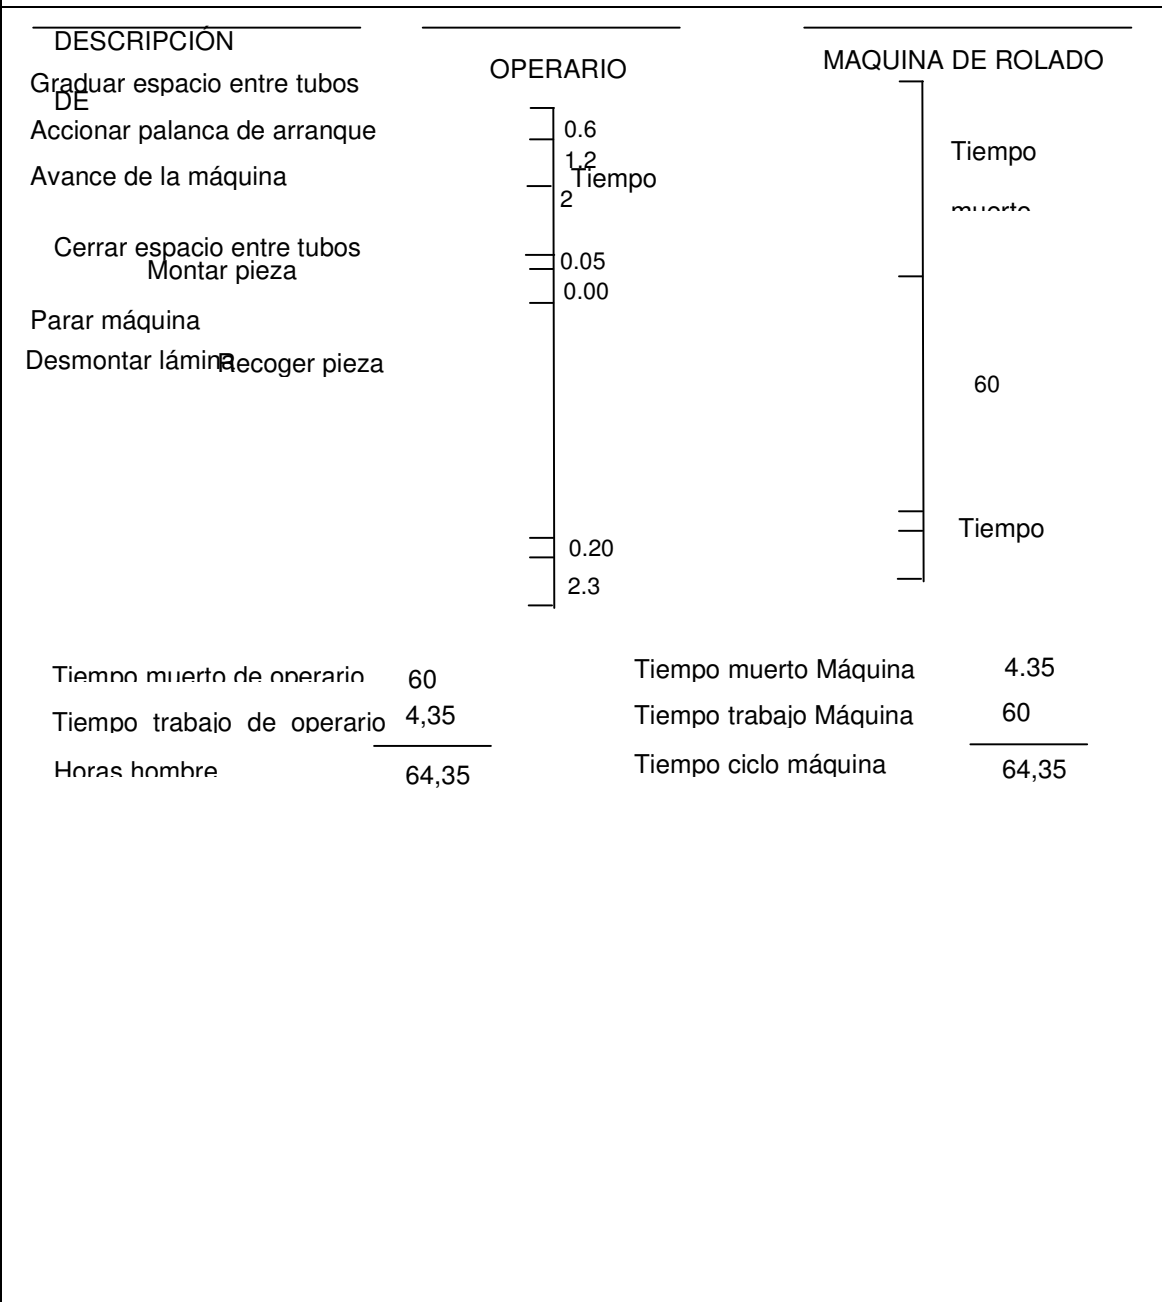 DESCRIPCIÓN
DE
OPERARIO
MAQUINA DE ROLADO
Graduar espacio entre tubos
Accionar palanca de arranque
Avance de la máquina
Cerrar espacio entre tubos
Montar pieza
Parar máquina
Desmontar lámina
Recoger pieza
0.6
1.2
Tiempo
2
0.05
0.00
0.20
2.3
Tiempo
muerto
60
Tiempo
Tiempo muerto de operario 60
Tiempo trabajo de operario 4,35
Horas hombre 64,35
Tiempo muerto Máquina 4.35
Tiempo trabajo Máquina 60
Tiempo ciclo máquina 64,35